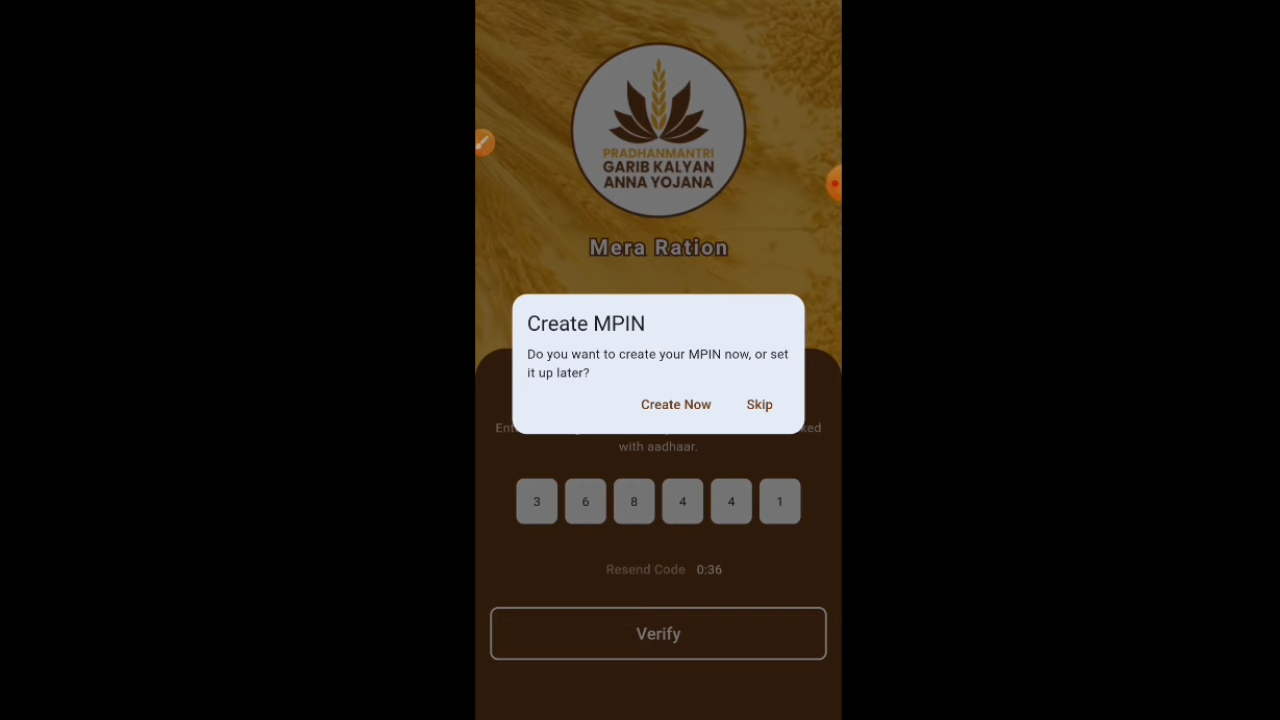 PRADHANMANTRI
GARIB KALYAN
ANNA YOJANA
Mera Ration
Create MPIN
Do you want to create your MPIN now, or set
it up later?
Create Now Skip
with aadhaar.
3 6 8 4 4 1
Resend Code 0:36
Verify